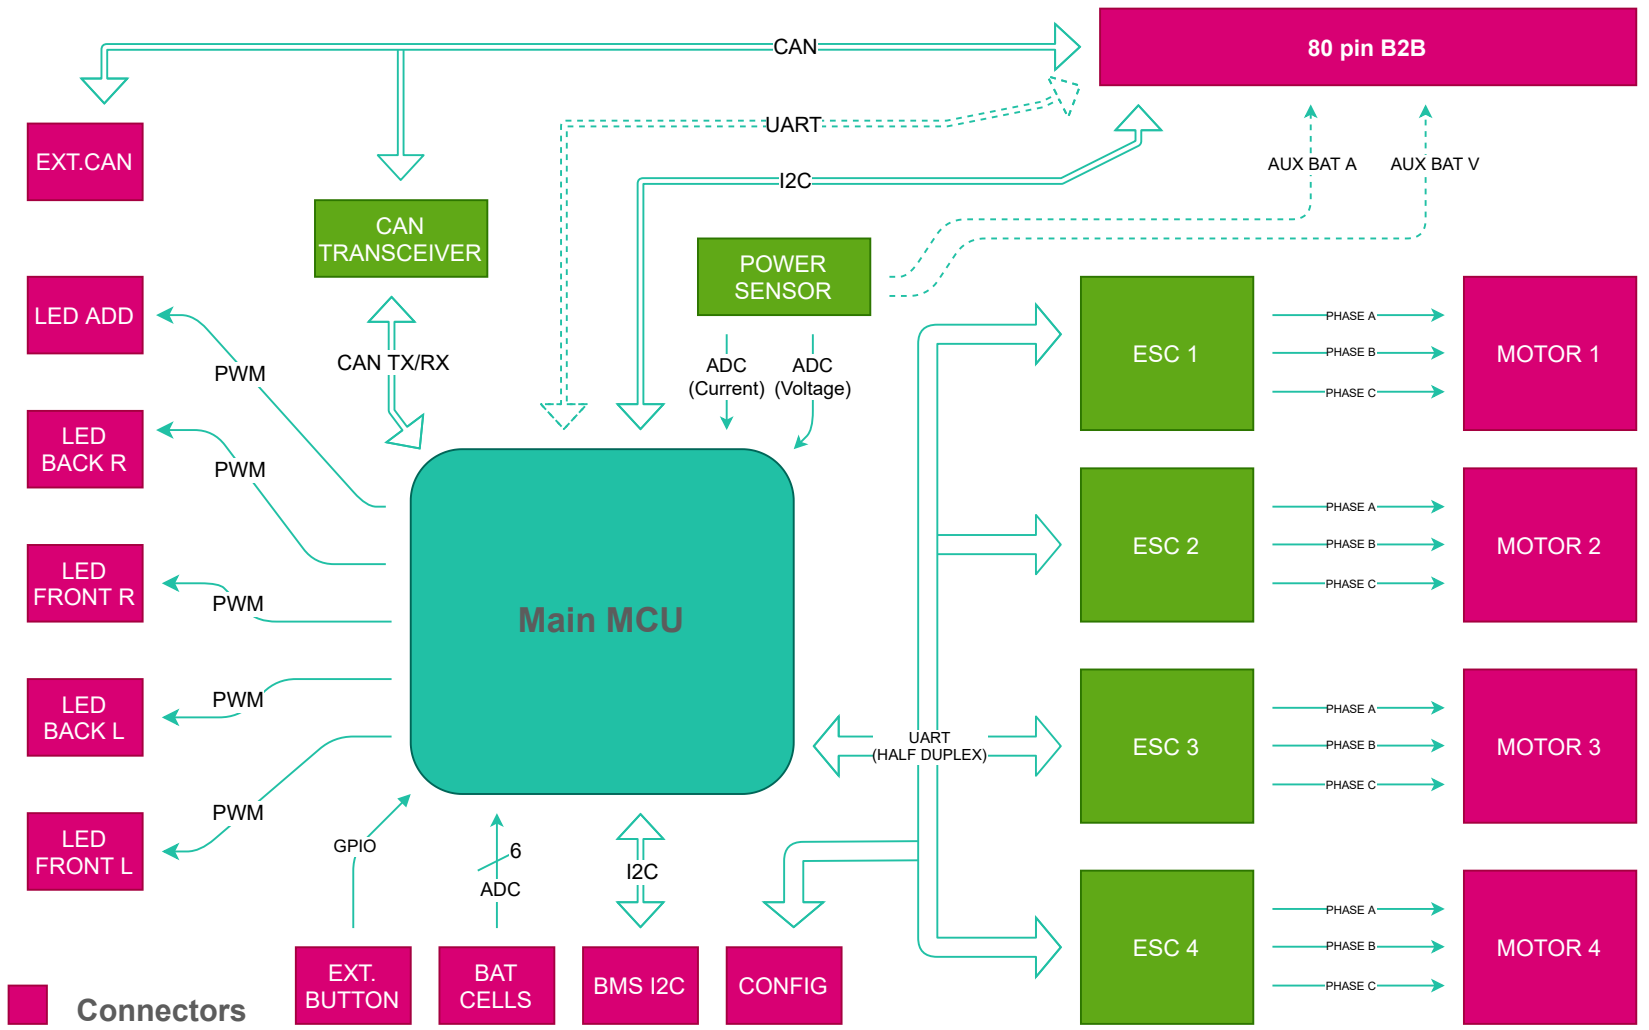 CAN
80 pin B2B
UART
EXT.CAN
I2C
AUX BAT A
AUX BAT V
CAN
TRANSCEIVER
POWER
SENSOR
LED ADD
PWM
CAN TX/RX
ADC
(Current)
ADC
(Voltage)
ESC 1
PHASE A
PHASE B
PHASE C
MOTOR 1
LED
BACK R
PWM
ESC 2
PHASE A
PHASE B
PHASE C
MOTOR 2
LED
FRONT R
PWM
Main MCU
LED
BACK L
PWM
UART
(HALF DUPLEX)
ESC 3
PHASE A
PHASE B
PHASE C
MOTOR 3
LED
FRONT L
PWM
GPIO
6
ADC
I2C
ESC 4
PHASE A
PHASE B
PHASE C
MOTOR 4
EXT.
BUTTON
BAT
CELLS
BMS I2C
CONFIG
Connectors